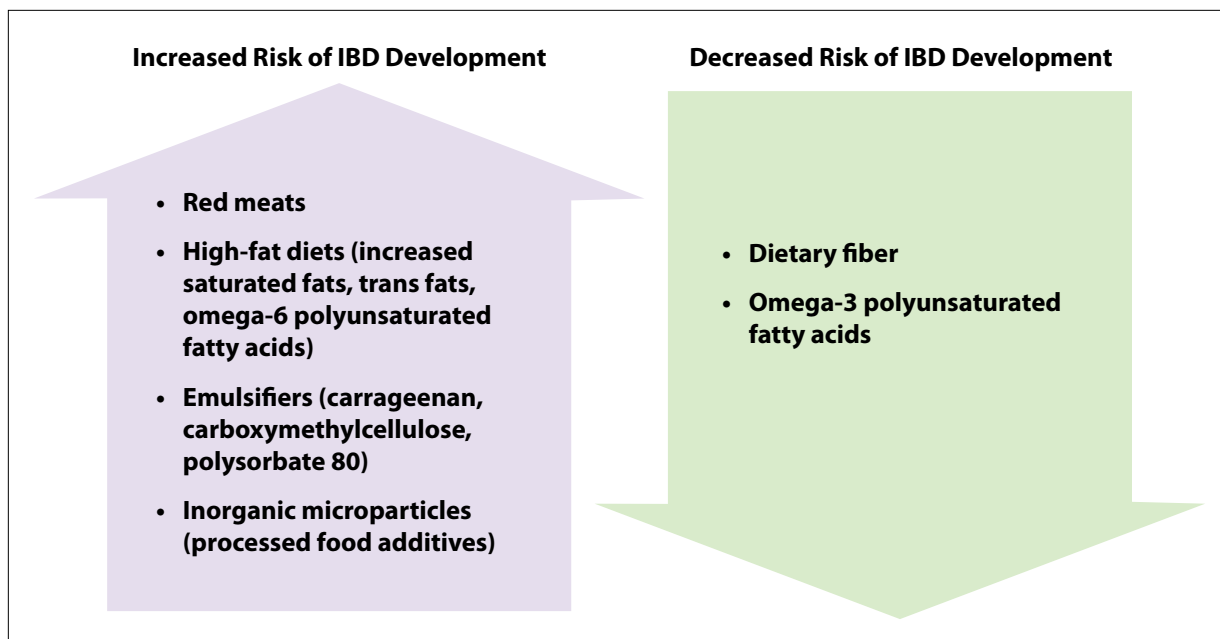 Increased Risk of IBD Development
• Red meats
• High-fat diets (increased
saturated fats, trans fats,
omega-6 polyunsaturated
fatty acids)
• Emulsifiers (carrageenan,
carboxymethylcellulose,
polysorbate 80)
• Inorganic microparticles
(processed food additives)
Decreased Risk of IBD Development
• Dietary fiber
• Omega-3 polyunsaturated
fatty acids